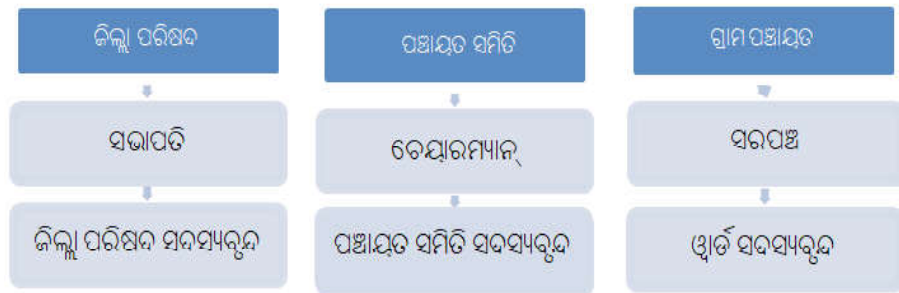 ଜିଲ୍ଲା ପରିଷଦ
ସଭାପତି
ଜିଲ୍ଲା ପରିଷଦ ସଦସ୍ୟବୃନ୍ଦ
ପଞ୍ଚାୟତ ସମିତି
ଚେୟାରମ୍ୟାନ୍
ପଞ୍ଚାୟତ ସମିତି ସଦସ୍ୟବୃନ୍ଦ
ଗ୍ରାମ ପଞ୍ଚାୟତ
ସରପଞ୍ଚ
ୱାର୍ଡ ସଦସ୍ୟବୃନ୍ଦ